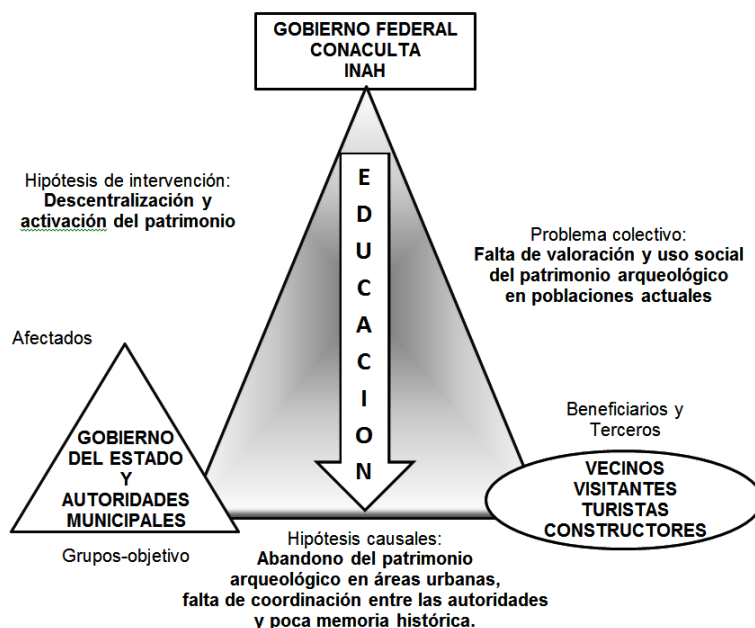 GOBIERNO FEDERAL
CONACULTA
INAH
Hipótesis de intervención:
Descentralización y
activación del patrimonio
EDUCACION
Problema colectivo:
Falta de valoración y uso social
del patrimonio arqueológico
en poblaciones actuales
Afectados
GOBIERNO
DEL ESTADO
Y
AUTORIDADES
MUNICIPALES
Grupos-objetivo
Beneficiarios y
Terceros
VECINOS
VISITANTES
TURISTAS
CONSTRUCTORES
Hipótesis causales:
Abandono del patrimonio
arqueológico en áreas urbanas,
falta de coordinación entre las autoridades
y poca memoria histórica.